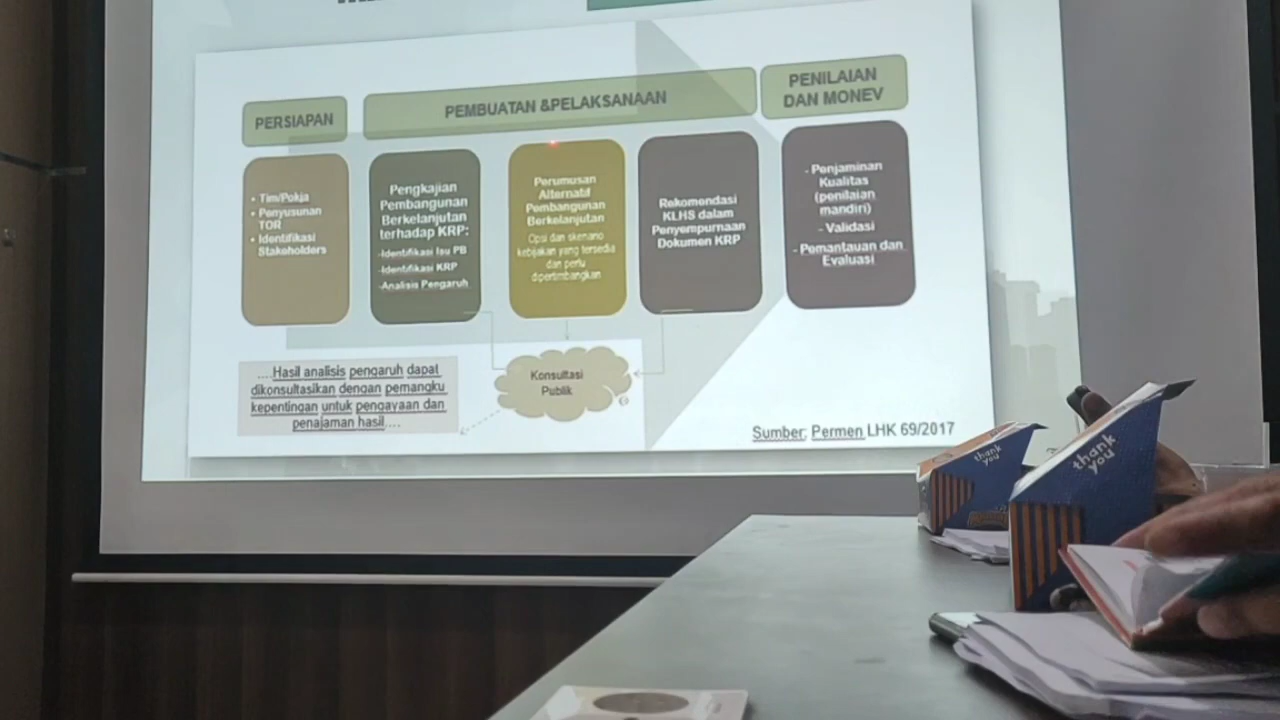 PERSIAPAN
PEMBUATAN &PELAKSANAAN
PENILAIAN
DAN MONEV
• Tim/Pokja
• Penyusunan
TOR
• Identifikasi
Stakeholders
Pengkajian
Pembangunan
Berkelanjutan
terhadap KRP:
-Identifikasi Isu PB
-Identifikasi KRP
-Analisis Pengaruh
Perumusan
Alternatif
Pembangunan
Berkelanjutan
Opsi dan skenario
kebijakan yang tersedia
dan perlu
dipertimbangkan
Rekomendasi
KLHS dalam
Penyempurnaan
Dokumen KRP
- Penjaminan
Kualitas
(penilaian
mandiri)
- Validasi
- Pemantauan dan
Evaluasi
....Hasil analisis pengaruh dapat
dikonsultasikan dengan pemangku
kepentingan untuk pengayaan dan
penajaman hasil....
Konsultasi
Publik
Sumber: Permen LHK 69/2017
thank
you
thank
you